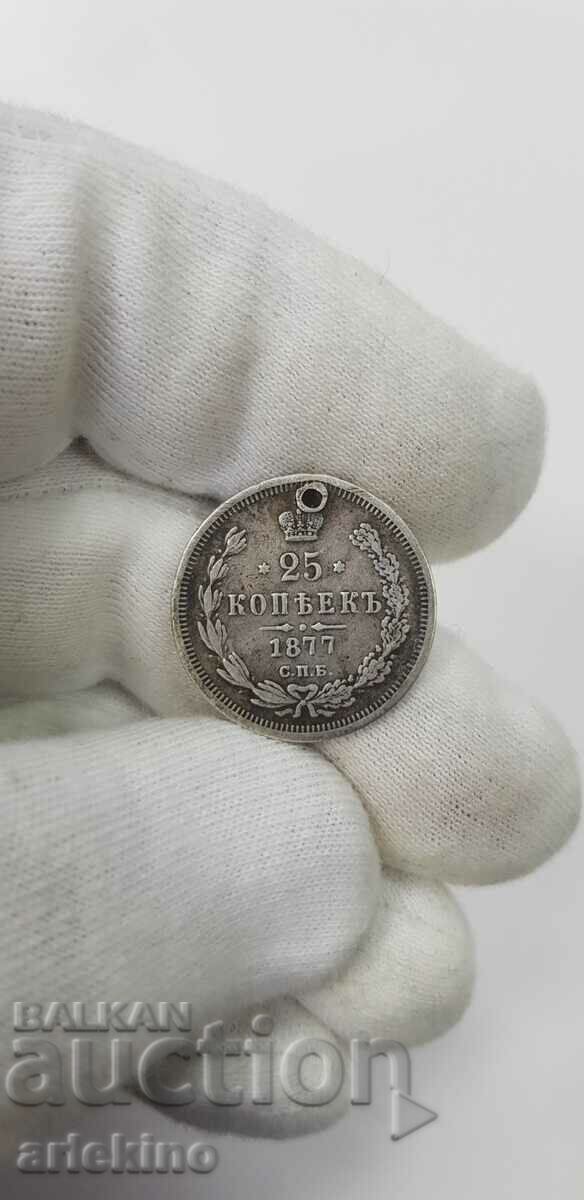 * 25 *
КОПѢЕКЪ
1877
С.П.Б.
BALKAN
auction
arlekino